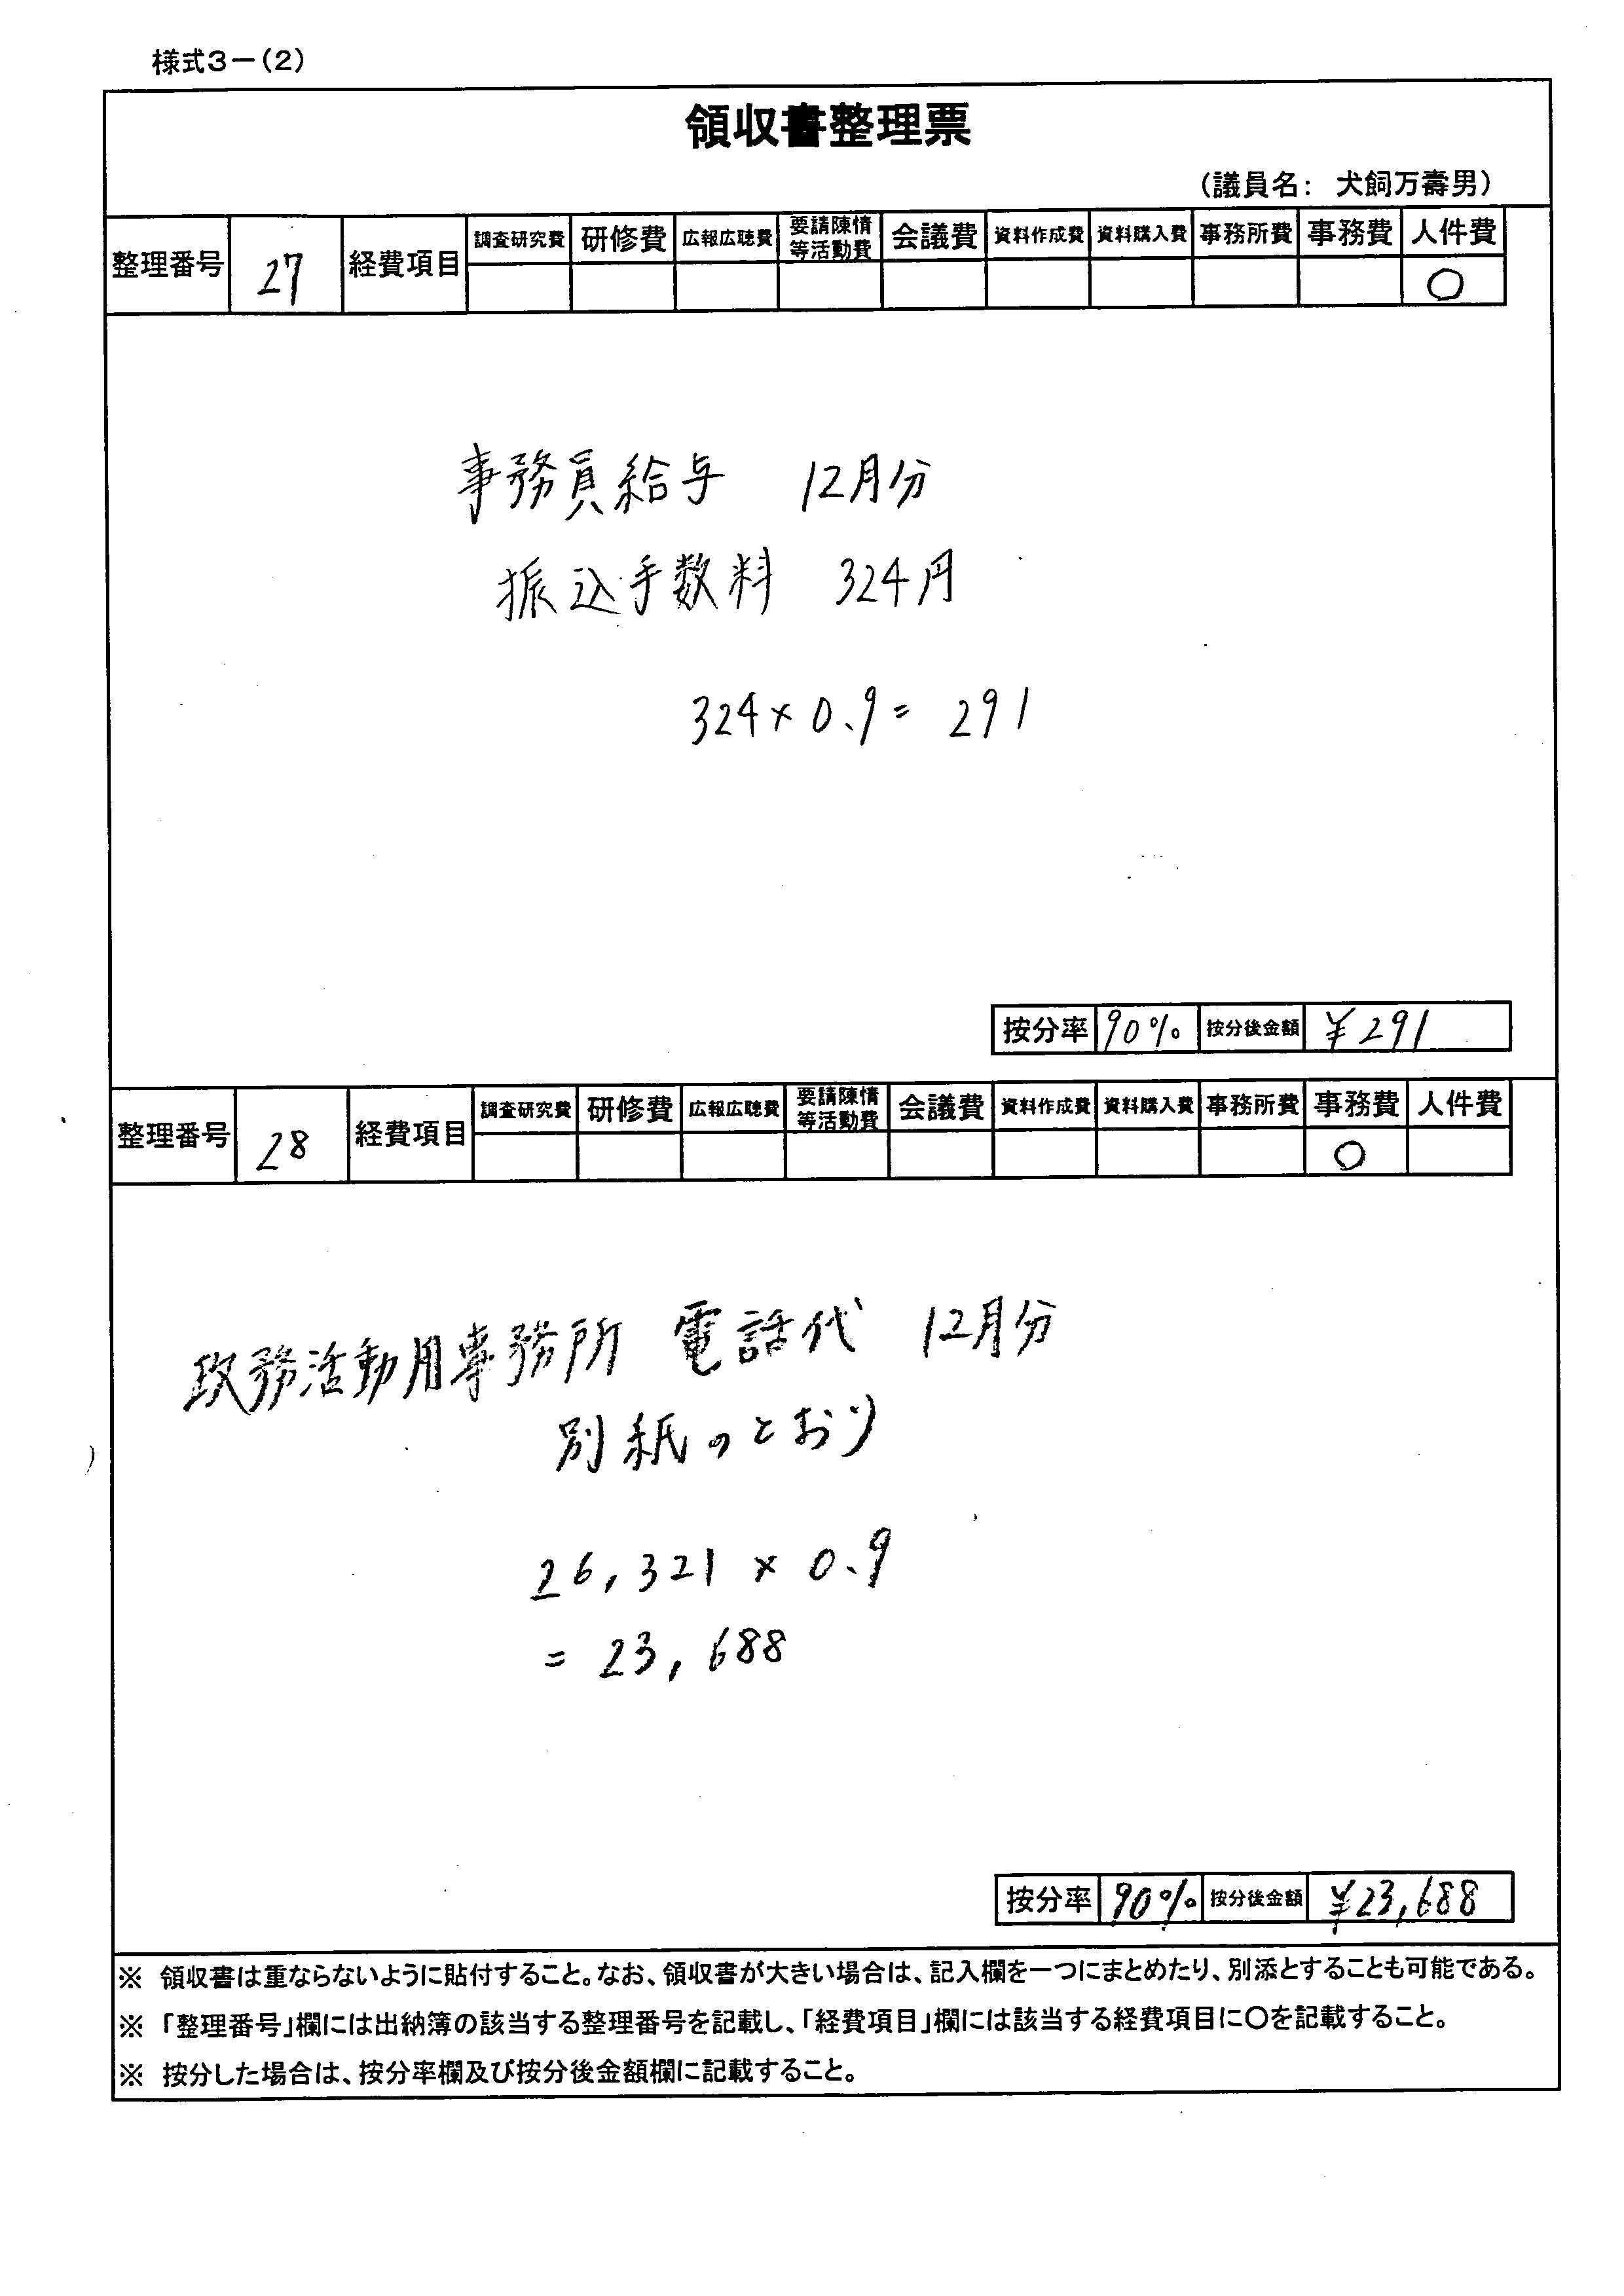 様式3-(2)
領収書整理票
(議員名: 犬飼万壽男)
整理番号 27 経費項目 調査研究費 研修費 広報広聴費 要請陳情等活動費 会議費 資料作成費 資料購入費 事務所費 事務費 人件費
○
事務員給与 12月分
振込手数料 324円
324×0.9= 291
按分率 90% 按分後金額 ¥291
整理番号 28 経費項目 調査研究費 研修費 広報広聴費 要請陳情等活動費 会議費 資料作成費 資料購入費 事務所費 事務費 人件費
○
政務活動用事務所 電話代 12月分
別紙のとおり
26,321 × 0.9
= 23,688
按分率 90% 按分後金額 ¥23,688
※ 領収書は重ならないように貼付すること。なお、領収書が大きい場合は、記入欄を一つにまとめたり、別添とすることも可能である。
※ 「整理番号」欄には出納簿の該当する整理番号を記載し、「経費項目」欄には該当する経費項目に○を記載すること。
※ 按分した場合は、按分率欄及び按分後金額欄に記載すること。